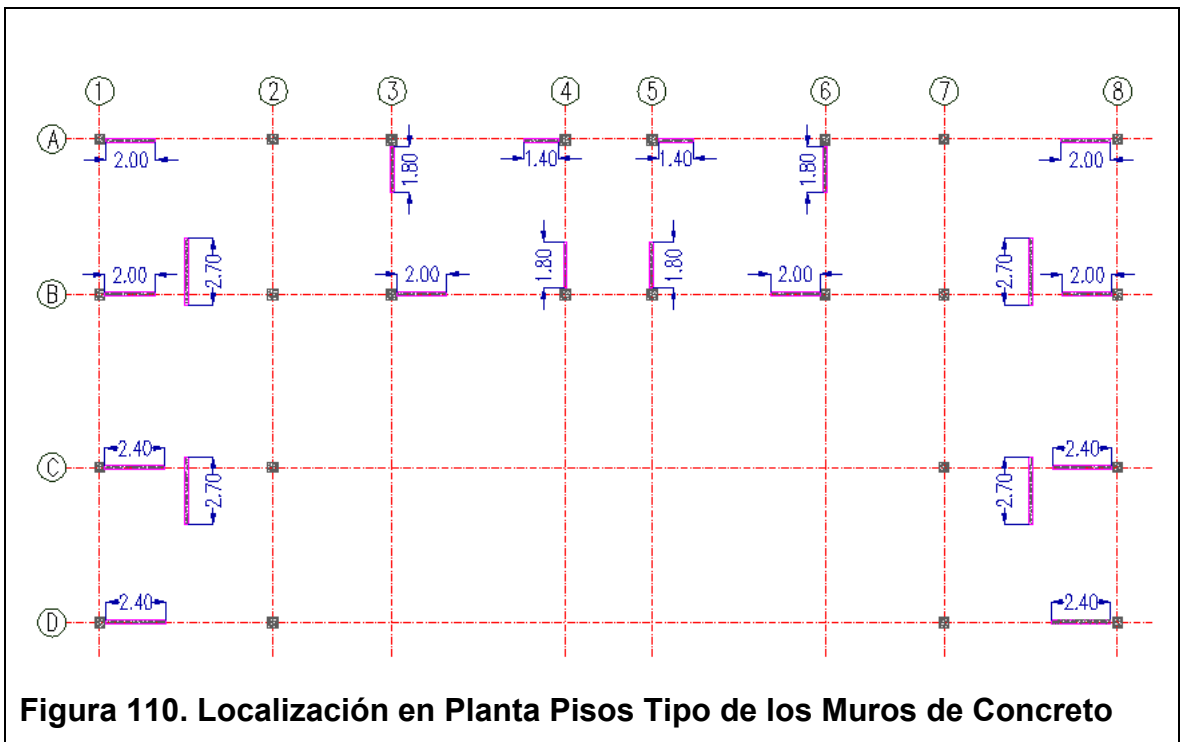 1 2 3 4 5 6 7 8
A
2.00 1.80 1.40 1.40 1.80 2.00
B
2.00 2.70 2.00 1.80 1.80 2.00 2.70 2.00
C
2.40 2.70 2.70 2.40
D
2.40 2.40
Figura 110. Localización en Planta Pisos Tipo de los Muros de Concreto